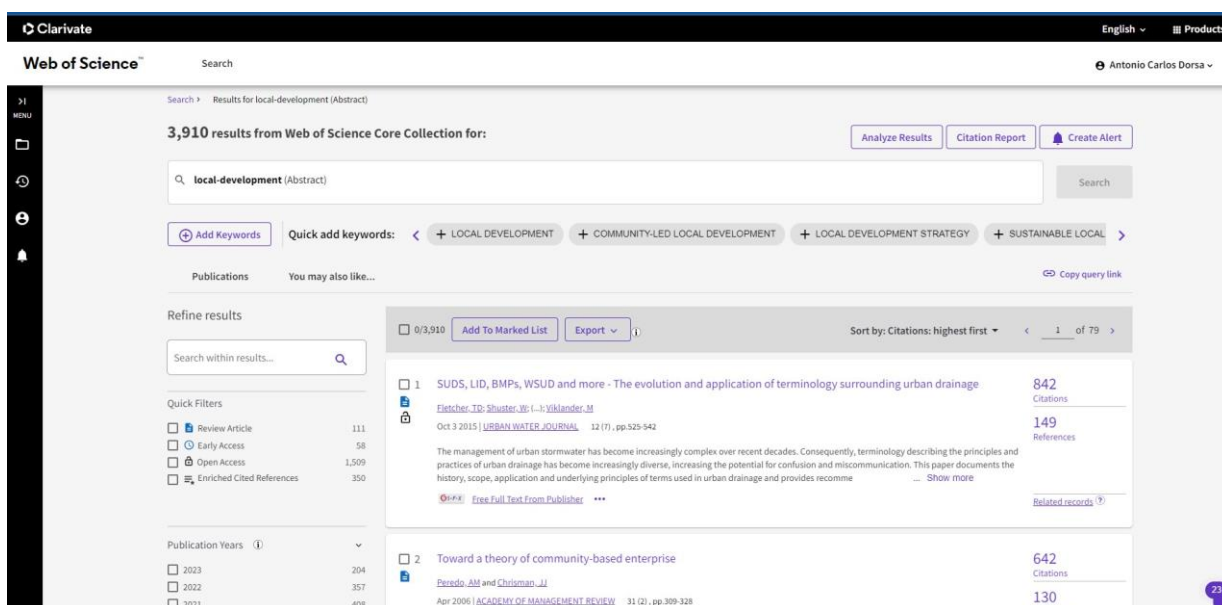 Clarivate
English
Products
Web of Science™
Search
Antonio Carlos Dorsa
MENU
Search > Results for local-development (Abstract)
3,910 results from Web of Science Core Collection for:
Analyze Results
Citation Report
Create Alert
local-development (Abstract)
Search
Add Keywords
Quick add keywords:
+ LOCAL DEVELOPMENT
+ COMMUNITY-LED LOCAL DEVELOPMENT
+ LOCAL DEVELOPMENT STRATEGY
+ SUSTAINABLE LOCAL
Publications
You may also like...
Copy query link
Refine results
Search within results...
Quick Filters
Review Article 111
Early Access 58
Open Access 1,509
Enriched Cited References 350
Publication Years
2023 204
2022 357
2021 408
0/3,910
Add To Marked List
Export
Sort by: Citations: highest first
< 1 of 79 >
1
SUDS, LID, BMPs, WSUD and more - The evolution and application of terminology surrounding urban drainage
Fletcher, TD; Shuster, W; (...); Viklander, M
Oct 3 2015 | URBAN WATER JOURNAL 12 (7) , pp.525-542
The management of urban stormwater has become increasingly complex over recent decades. Consequently, terminology describing the principles and
practices of urban drainage has become increasingly diverse, increasing the potential for confusion and miscommunication. This paper documents the
history, scope, application and underlying principles of terms used in urban drainage and provides recomme ... Show more
Free Full Text From Publisher •••
842
Citations
149
References
Related records ?
2
Toward a theory of community-based enterprise
Peredo, AM and Chrisman, JJ
Apr 2006 | ACADEMY OF MANAGEMENT REVIEW 31 (2) , pp.309-328
642
Citations
130
23